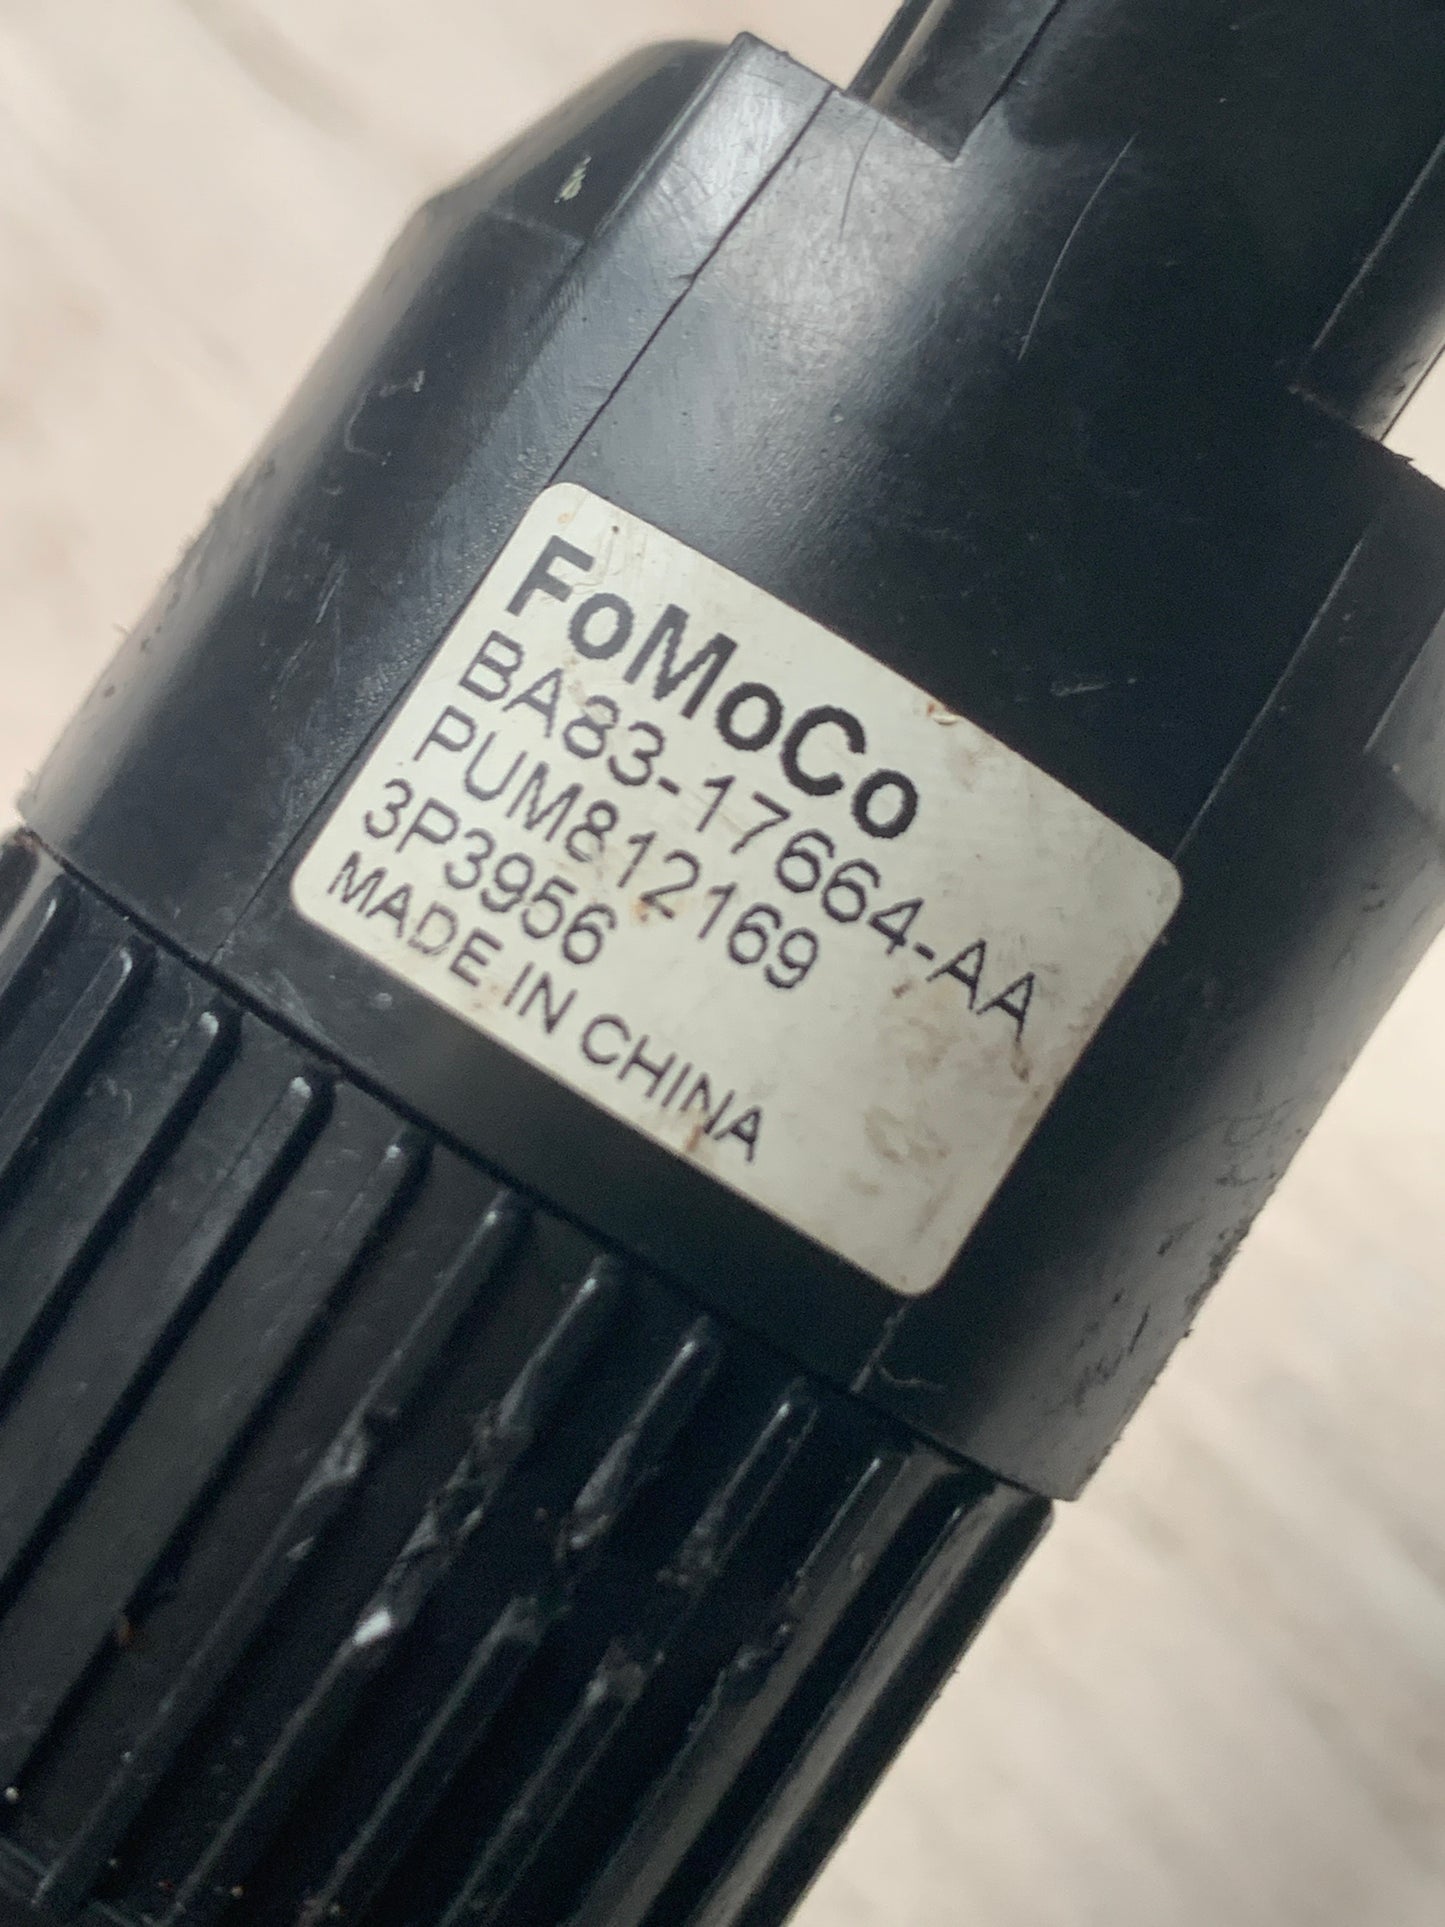 FoMoCo
BA83-17664-AA
PUM812169
3P3956
MADE IN CHINA